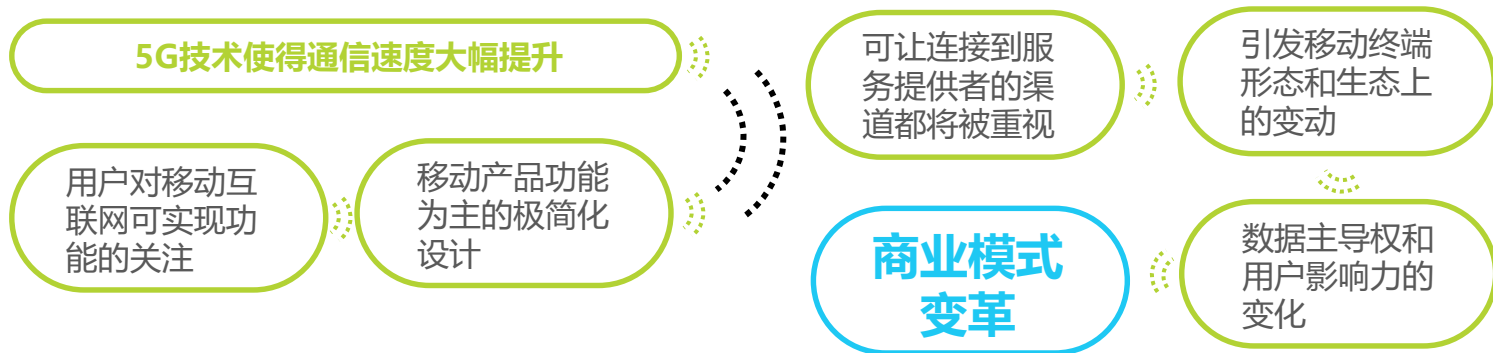 5G技术使得通信速度大幅提升
用户对移动互
联网可实现功
能的关注
移动产品功能
为主的极简化
设计
可让连接到服
务提供者的渠
道都将被重视
引发移动终端
形态和生态上
的变动
数据主导权和
用户影响力的
变化
商业模式
变革